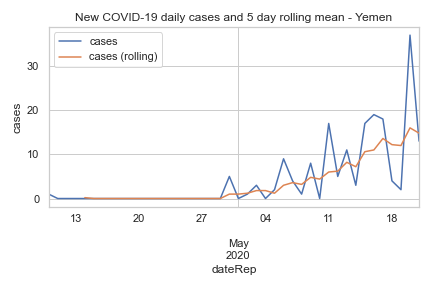 New COVID-19 daily cases and 5 day rolling mean - Yemen
cases
cases (rolling)
cases
30
20
10
0
13 20 27 04 11 18
May
2020
dateRep